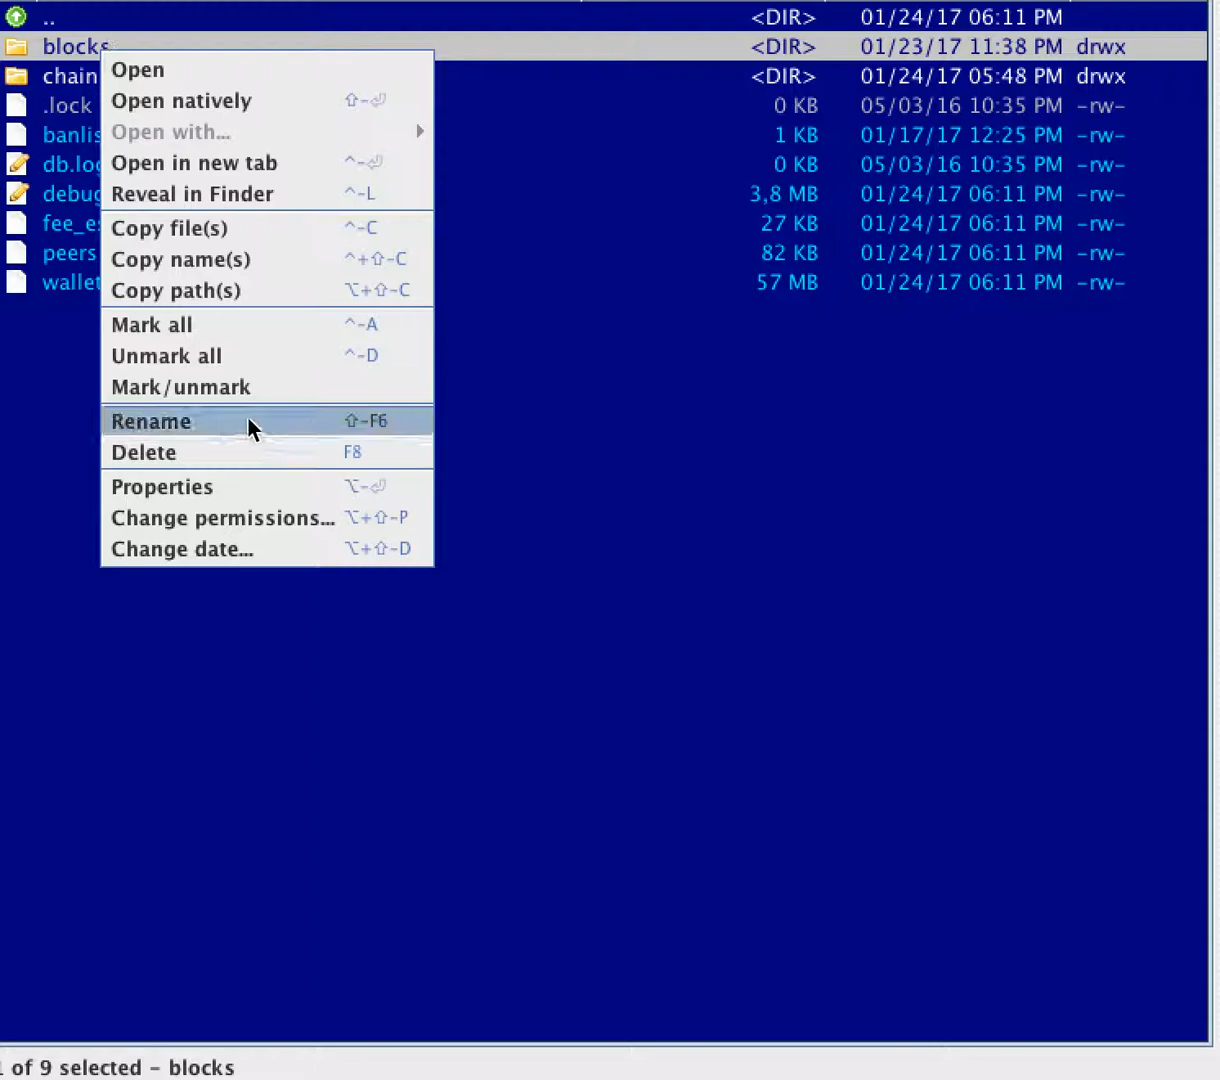 .. <DIR> 01/24/17 06:11 PM
blocks <DIR> 01/23/17 11:38 PM drwx
chain <DIR> 01/24/17 05:48 PM drwx
.lock 0 KB 05/03/16 10:35 PM -rw-
banlis 1 KB 01/17/17 12:25 PM -rw-
db.log 0 KB 05/03/16 10:35 PM -rw-
debug 3,8 MB 01/24/17 06:11 PM -rw-
fee_es 27 KB 01/24/17 06:11 PM -rw-
peers 82 KB 01/24/17 06:11 PM -rw-
wallet 57 MB 01/24/17 06:11 PM -rw-
Open
Open natively ⇧-⏎
Open with...
Open in new tab ^-⏎
Reveal in Finder ^-L
Copy file(s) ^-C
Copy name(s) ^+⇧-C
Copy path(s) ⌥+⇧-C
Mark all ^-A
Unmark all ^-D
Mark/unmark
Rename ⇧-F6
Delete F8
Properties ⌥-⏎
Change permissions... ⌥+⇧-P
Change date... ⌥+⇧-D
of 9 selected - blocks